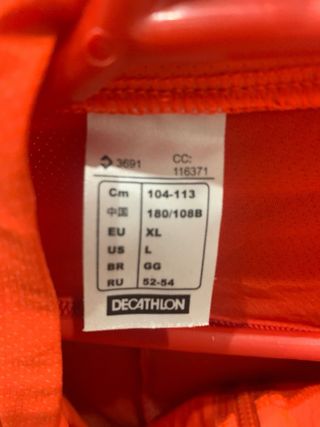 3691 CC:
116371
Cm 104-113
中国 180/108B
EU XL
US L
BR GG
RU 52-54
DECATHLON